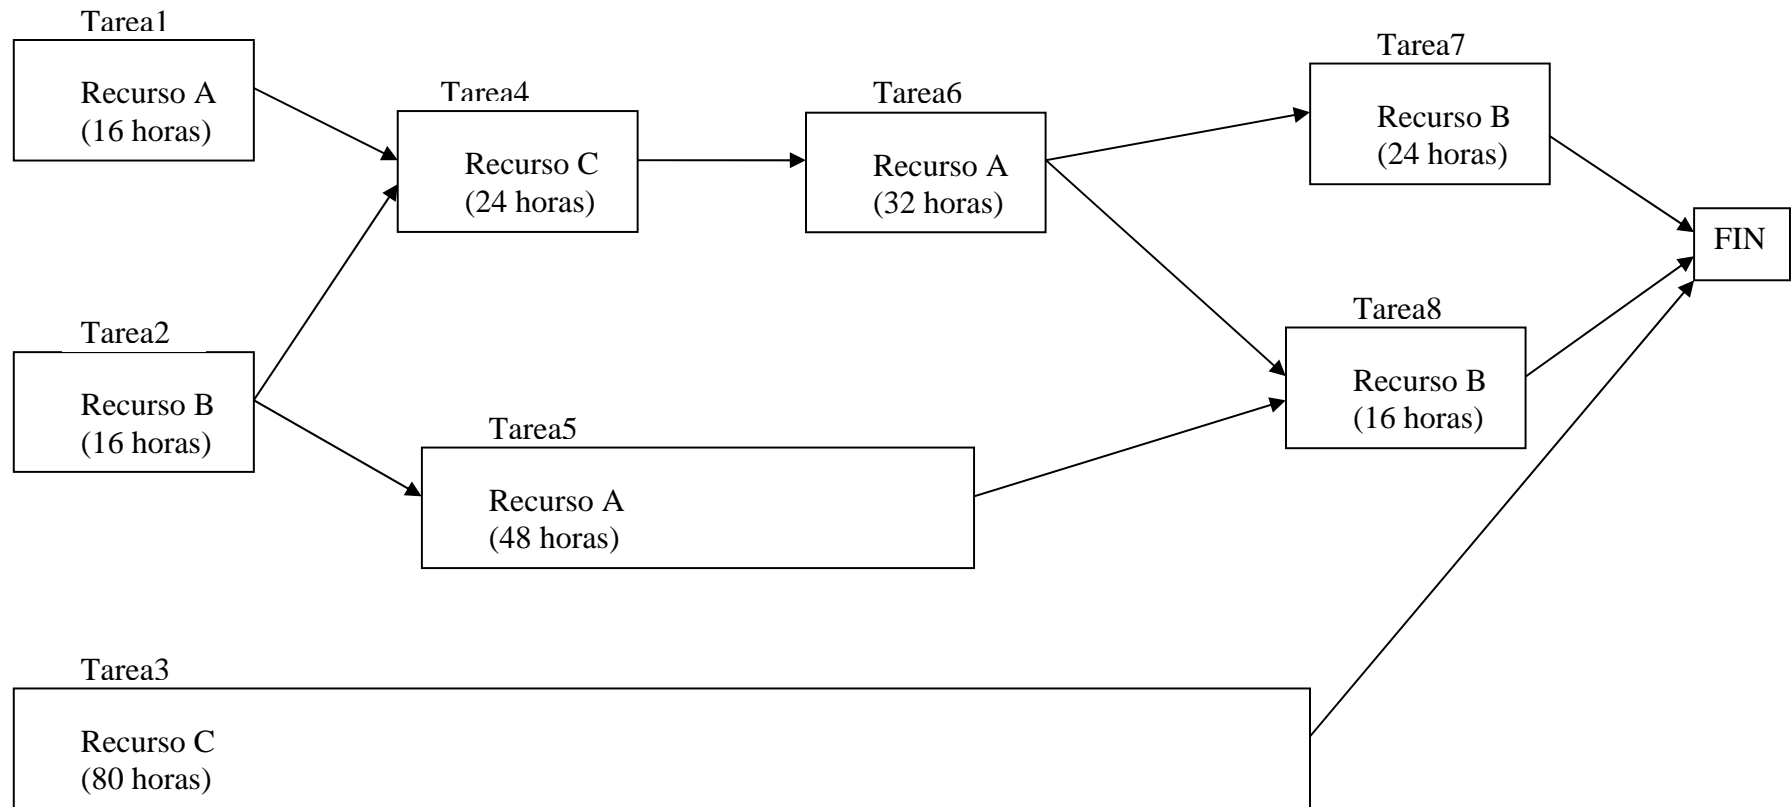 Tarea1
Recurso A
(16 horas)
Tarea4
Recurso C
(24 horas)
Tarea6
Recurso A
(32 horas)
Tarea7
Recurso B
(24 horas)
FIN
Tarea2
Recurso B
(16 horas)
Tarea5
Recurso A
(48 horas)
Tarea8
Recurso B
(16 horas)
Tarea3
Recurso C
(80 horas)